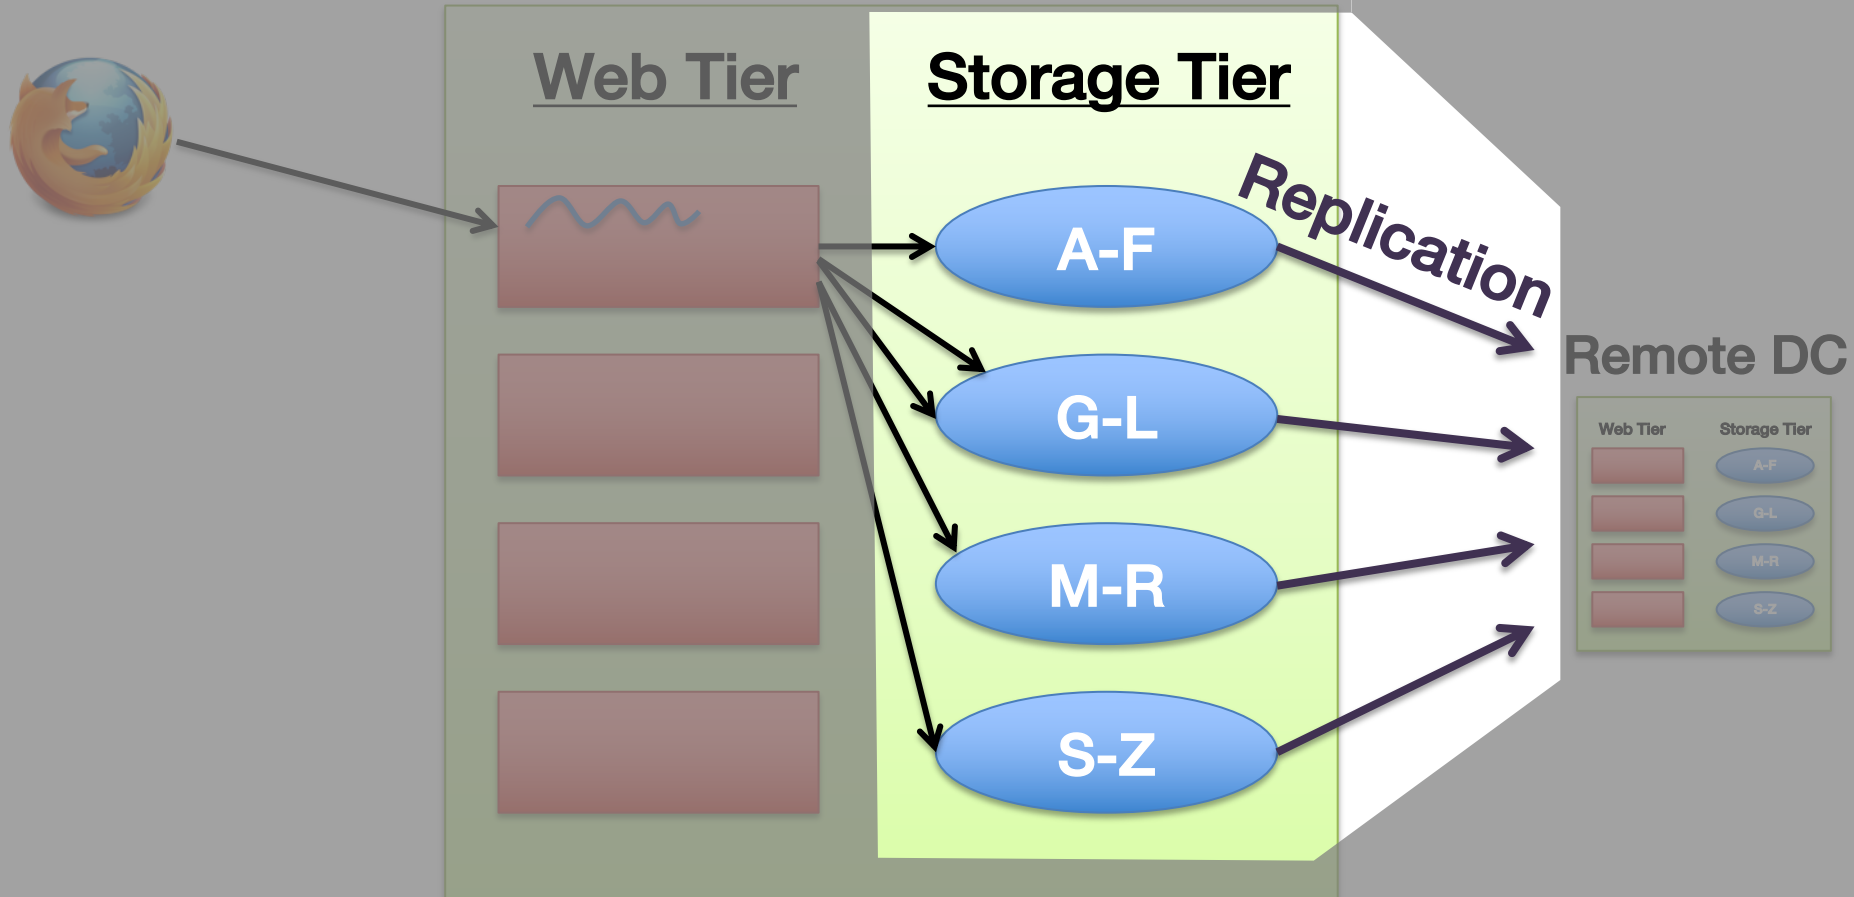 Web Tier
Storage Tier
Replication
A-F
G-L
M-R
S-Z
Remote DC
Web Tier
Storage Tier
A-F
G-L
M-R
S-Z